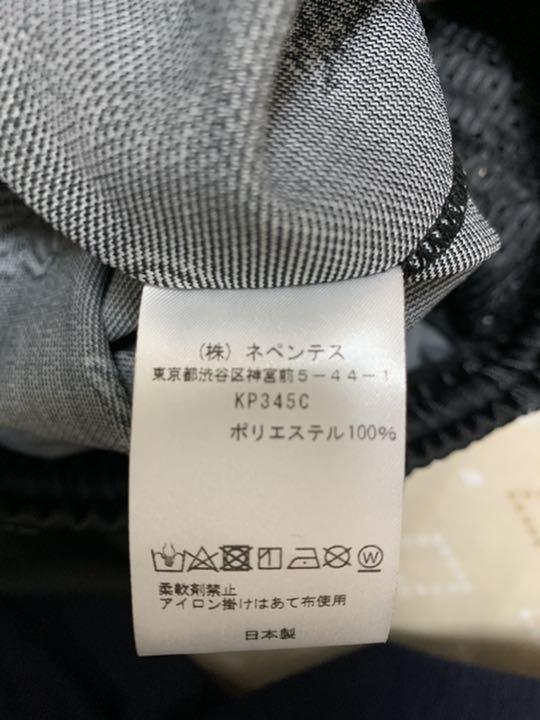 (株) ネペンテス
東京都渋谷区神宮前5-44-1
KP345C
ポリエステル100%
W
柔軟剤禁止
アイロン掛けはあて布使用
日本製